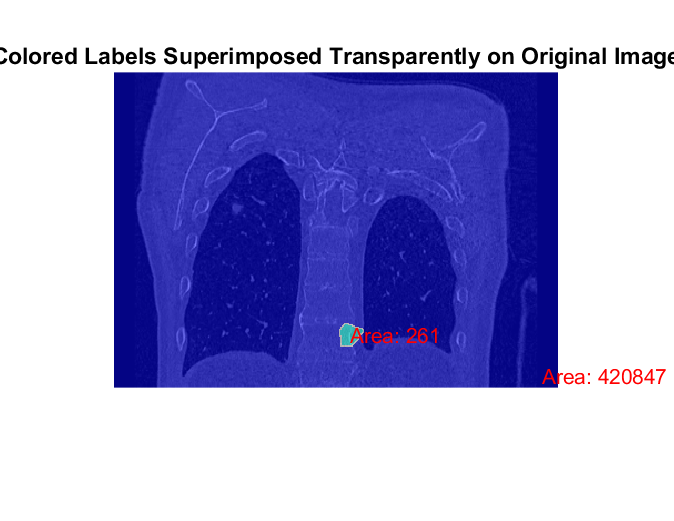 Colored Labels Superimposed Transparently on Original Image
Area: 261
Area: 420847